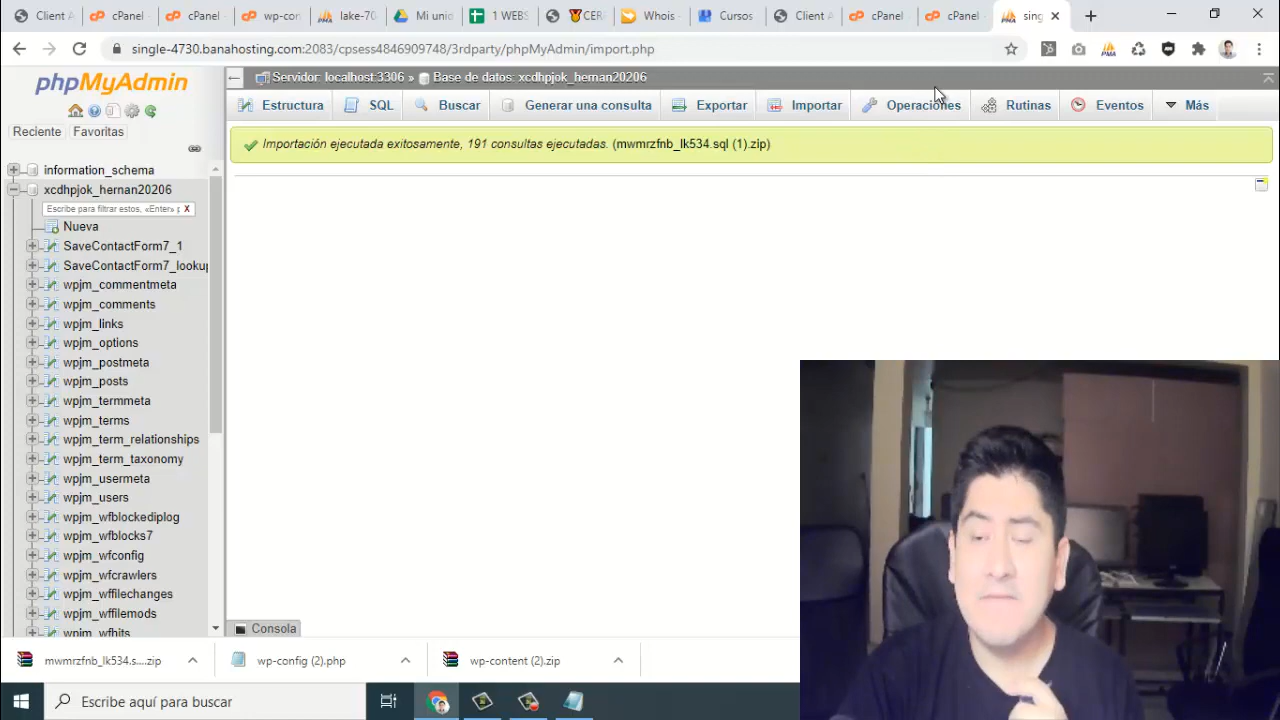 cPanel
cPanel
cPanel
wp-con
lake-70
Mi unio
1 WEBS
CER
Whois -
Cursos
Client A
cPanel
cPanel
sing
single-4730.banahosting.com:2083/cpsess4846909748/3rdparty/phpMyAdmin/import.php
phpMyAdmin
Reciente Favoritas
Servidor: localhost:3306 » Base de datos: xcdhpjok_hernan20206
Estructura SQL Buscar Generar una consulta Exportar Importar Operaciones Rutinas Eventos Más
Importación ejecutada exitosamente, 191 consultas ejecutadas. (mwmrzfnb_lk534.sql (1).zip)
information_schema
xcdhpjok_hernan20206
Escribe para filtrar estos, «Enter» p X
Nueva
SaveContactForm7_1
SaveContactForm7_lookup
wpjm_commentmeta
wpjm_comments
wpjm_links
wpjm_options
wpjm_postmeta
wpjm_posts
wpjm_termmeta
wpjm_terms
wpjm_term_relationships
wpjm_term_taxonomy
wpjm_usermeta
wpjm_users
wpjm_wfblockediplog
wpjm_wfblocks7
wpjm_wfconfig
wpjm_wfcrawlers
wpjm_wffilechanges
wpjm_wffilemods
wpjm_wfhits
Consola
mwmrzfnb_lk534.s....zip
wp-config (2).php
wp-content (2).zip
Escribe aquí para buscar